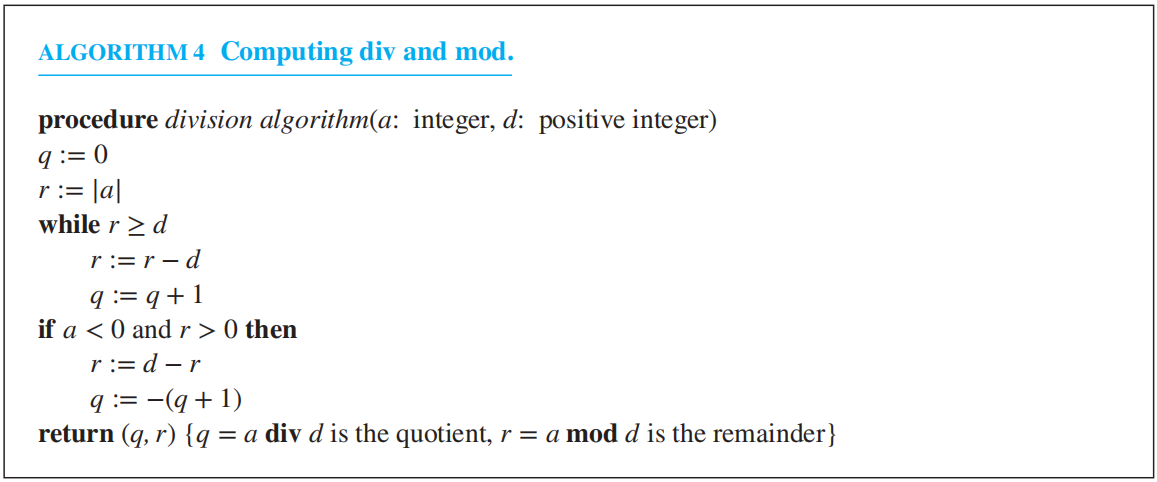 ALGORITHM 4 Computing div and mod.
procedure division algorithm(a: integer, d: positive integer)
q := 0
r := |a|
while r ≥ d
r := r − d
q := q + 1
if a < 0 and r > 0 then
r := d − r
q := −(q + 1)
return (q, r) {q = a div d is the quotient, r = a mod d is the remainder}